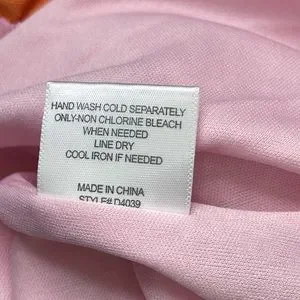 HAND WASH COLD SEPARATELY
ONLY-NON CHLORINE BLEACH
WHEN NEEDED
LINE DRY
COOL IRON IF NEEDED
MADE IN CHINA
STYLE# D4039